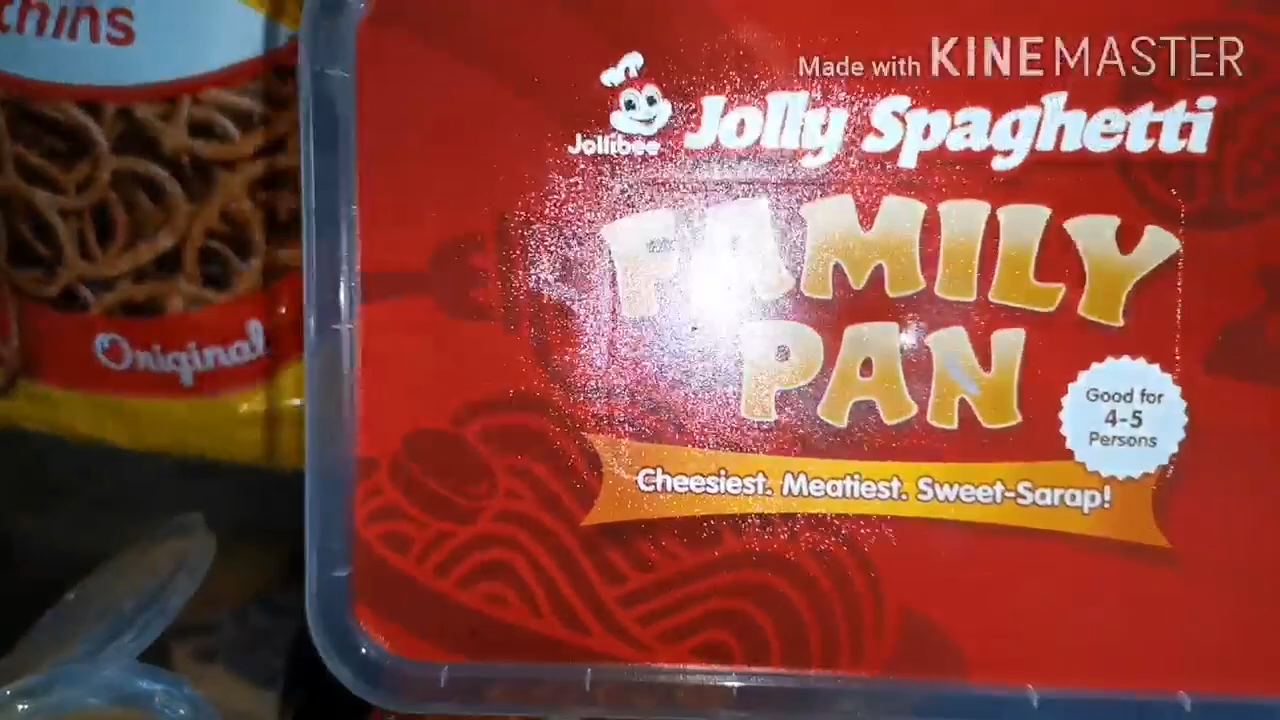 thins
Original
Made with KINEMASTER
Jollibee
Jolly Spaghetti
FAMILY
PAN
Good for
4-5
Persons
Cheesiest. Meatiest. Sweet-Sarap!